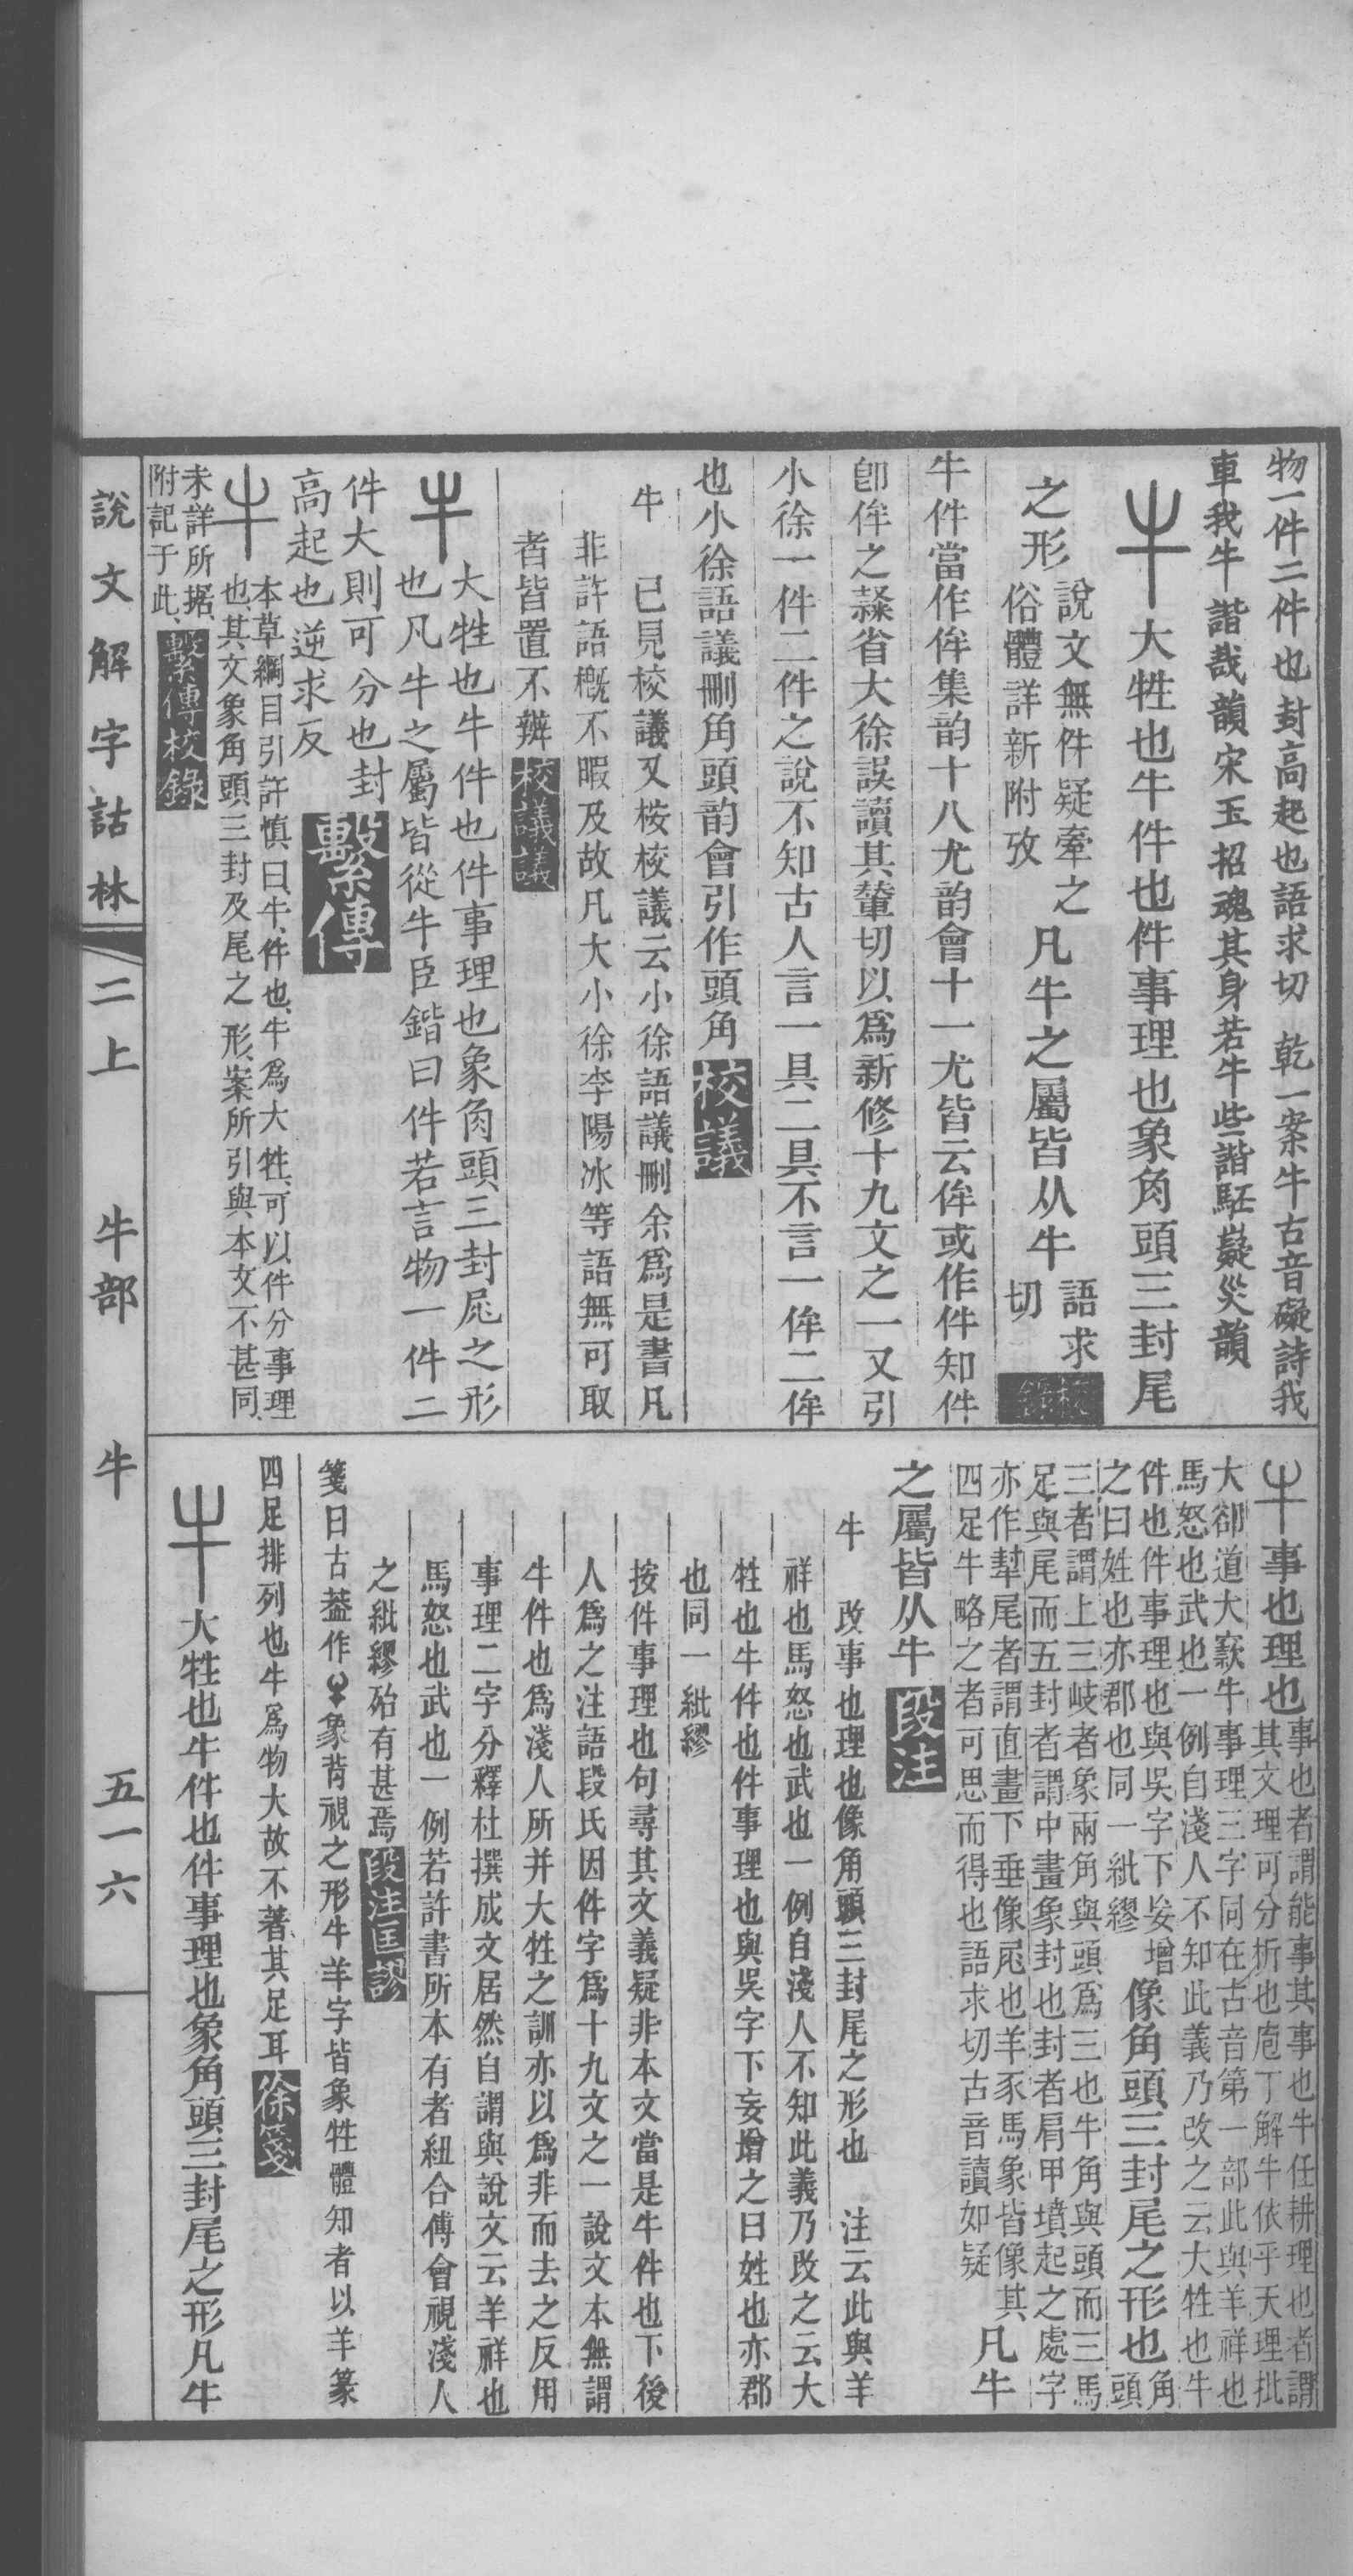 物一件二件也封高起也語求切　乾一案牛古音礙詩我
車我牛諧哉韻宋玉招魂其身若牛些諧駓嶷災韻
大牲也牛件也件事理也象角頭三封尾
之形
說文無件疑牽之
俗體詳新附攷
凡牛之屬皆从牛
語求
切
校錄
牛件當作侔集韵十八尤韵會十一尤皆云侔或作件知件
卽侔之隷省大徐誤讀其輦切以爲新修十九文之一又引
小徐一件二件之說不知古人言一具二具不言一侔二侔
也小徐語議刪角頭韵會引作頭角
校議
牛　已見校議又桉校議云小徐語議刪余爲是書凡
非許語槪不暇及故凡大小徐李陽冰等語無可取
者皆置不辨
校議議
大牲也牛件也件事理也象角頭三封尾之形
也凡牛之屬皆從牛臣鍇曰件若言物一件二
件大則可分也封
高起也逆求反
繫傳
本草綱目引許愼曰牛、件也、牛爲大牲、可以件分事理
也、其文象角頭三封及尾之形、案所引與本文不甚同、
未詳所据、
附記于此、
繫傳校錄
事也理也
事也者謂能事其事也牛任耕理也者謂
其文理可分析也庖丁解牛依乎天理批
大郤道大窾牛事理三字同在古音第一部此與羊祥也
馬怒也武也一例自淺人不知此義乃改之云大牲也牛
件也件事理也與吳字下妄增
之曰姓也亦郡也同一紕繆
像角頭三封尾之形也
角
頭
三者謂上三岐者象兩角與頭爲三也牛角與頭而三馬
足與尾而五封者謂中畫象封也封者肩甲墳起之處字
亦作犎尾者謂直畫下垂像尾也羊豕馬象皆像其
四足牛略之者可思而得也語求切古音讀如疑
凡牛
之屬皆从牛
段注
牛　改事也理也像角頭三封尾之形也　注云此與羊
祥也馬怒也武也一例自淺人不知此義乃改之云大
牲也牛件也件事理也與吳字下妄增之曰姓也亦郡
也同一紕繆
按件事理也句尋其文義疑非本文當是牛件也下後
人爲之注語段氏因件字爲十九文之一說文本無謂
牛件也爲淺人所并大牲之訓亦以爲非而去之反用
事理二字分釋杜撰成文居然自謂與說文云羊祥也
馬怒也武也一例若許書所本有者紐合傅會視淺人
之紕繆殆有甚焉
段注匡謬
箋曰古葢作象背視之形牛羊字皆象牲體知者以羊篆
四足排列也牛爲物大故不著其足耳
徐箋
大牲也牛件也件事理也象角頭三封尾之形凡牛
說文解字詁林　二上　牛部　牛　五一六